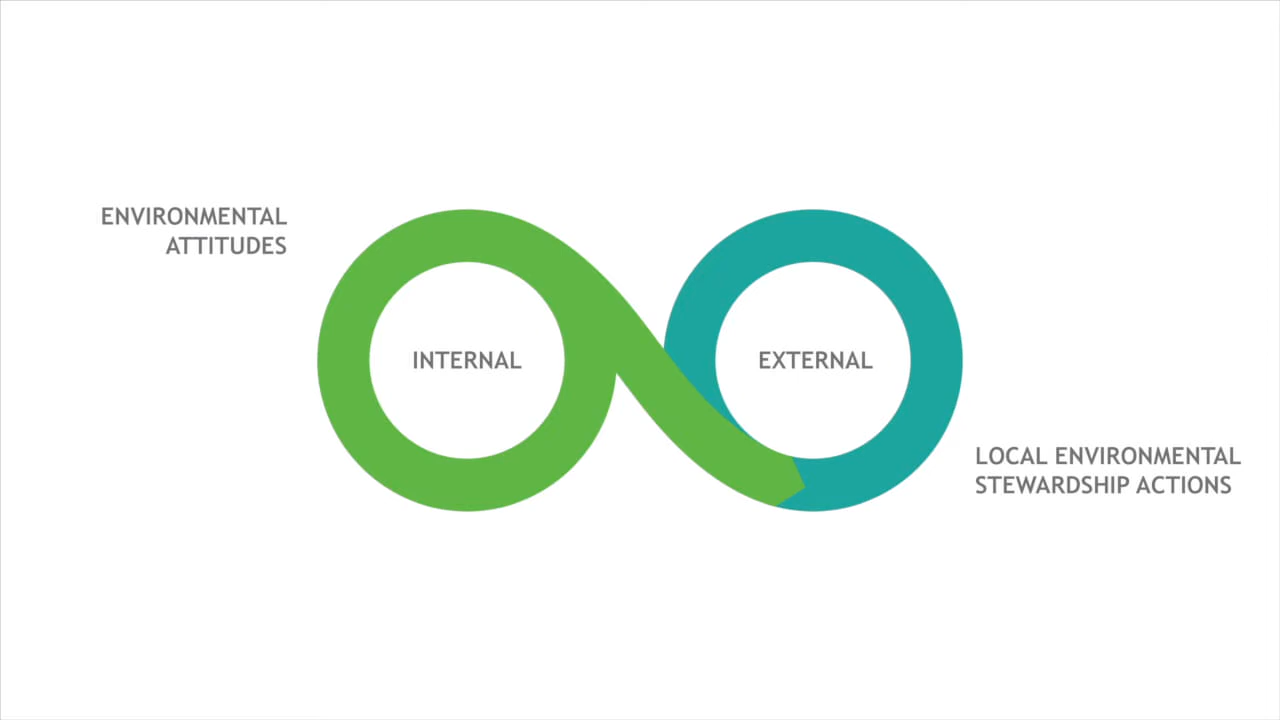 ENVIRONMENTAL
ATTITUDES
INTERNAL
EXTERNAL
LOCAL ENVIRONMENTAL
STEWARDSHIP ACTIONS